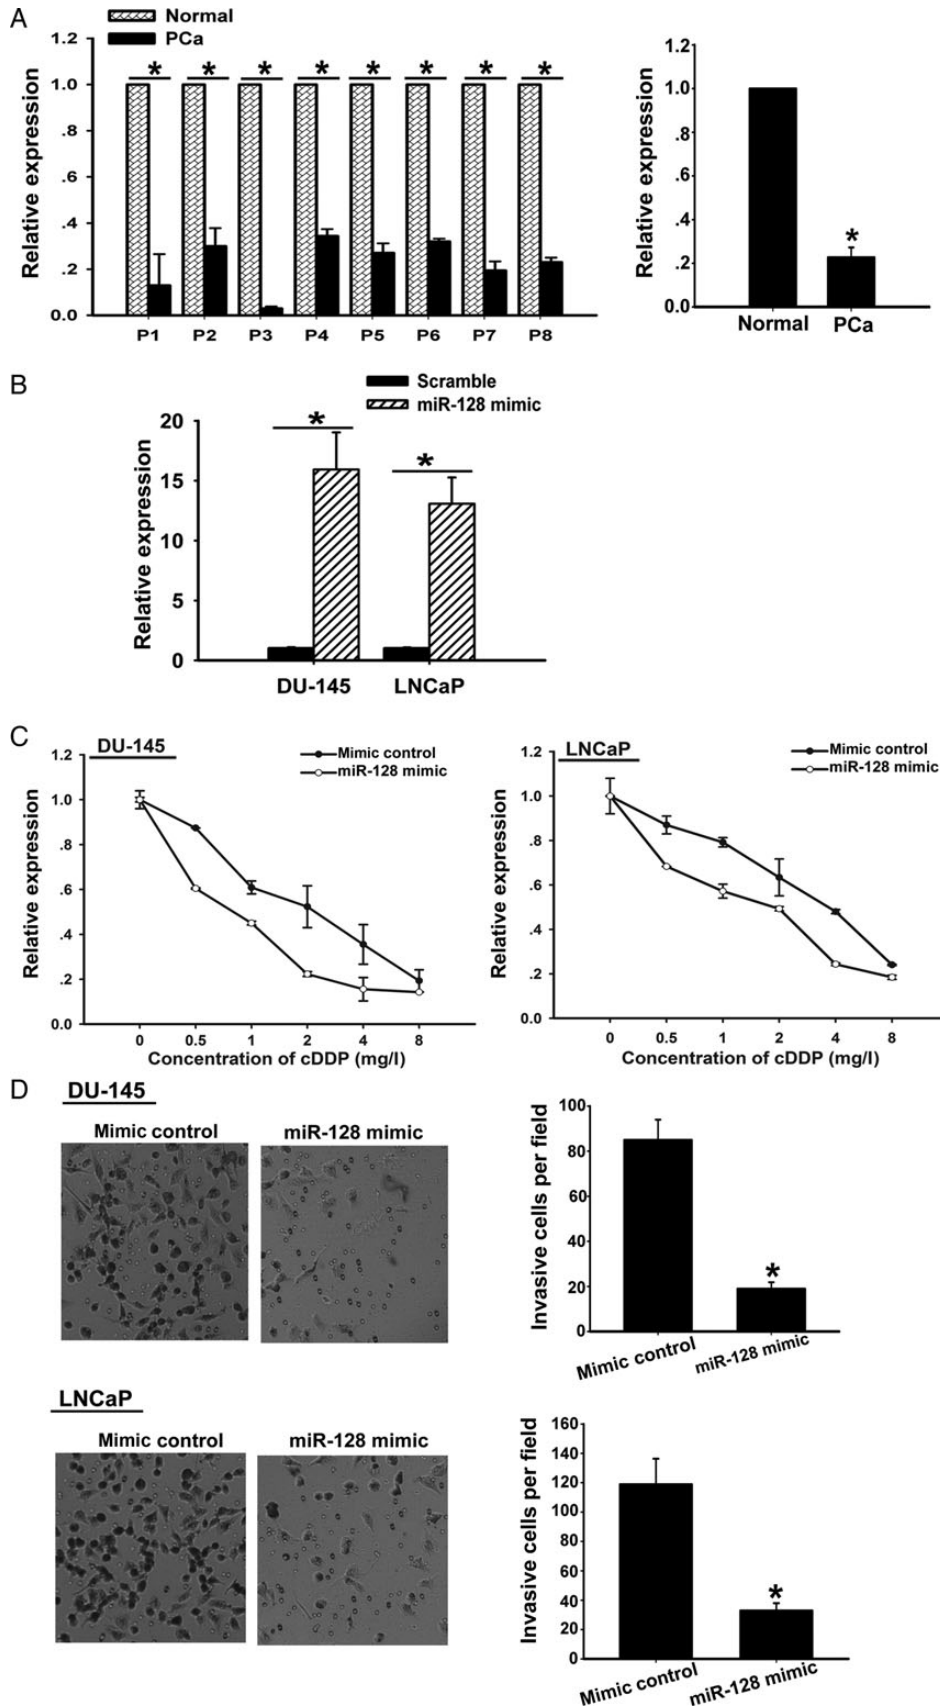 A
Normal
PCa
Relative expression
1.2
1.0
.8
.6
.4
.2
0.0
* * * * * * * *
P1 P2 P3 P4 P5 P6 P7 P8
Relative expression
1.2
1.0
.8
.6
.4
.2
0.0
*
Normal PCa
B
Scramble
miR-128 mimic
Relative expression
20
15
10
5
0
* *
DU-145 LNCaP
C
DU-145
Mimic control
miR-128 mimic
Relative expression
1.2
1.0
.8
.6
.4
.2
0.0
0 0.5 1 2 4 8
Concentration of cDDP (mg/l)
LNCaP
Mimic control
miR-128 mimic
Relative expression
1.2
1.0
.8
.6
.4
.2
0.0
0 0.5 1 2 4 8
Concentration of cDDP (mg/l)
D
DU-145
Mimic control miR-128 mimic
Invasive cells per field
100
80
60
40
20
0
*
Mimic control miR-128 mimic
LNCaP
Mimic control miR-128 mimic
Invasive cells per field
160
140
120
100
80
60
40
20
0
*
Mimic control miR-128 mimic